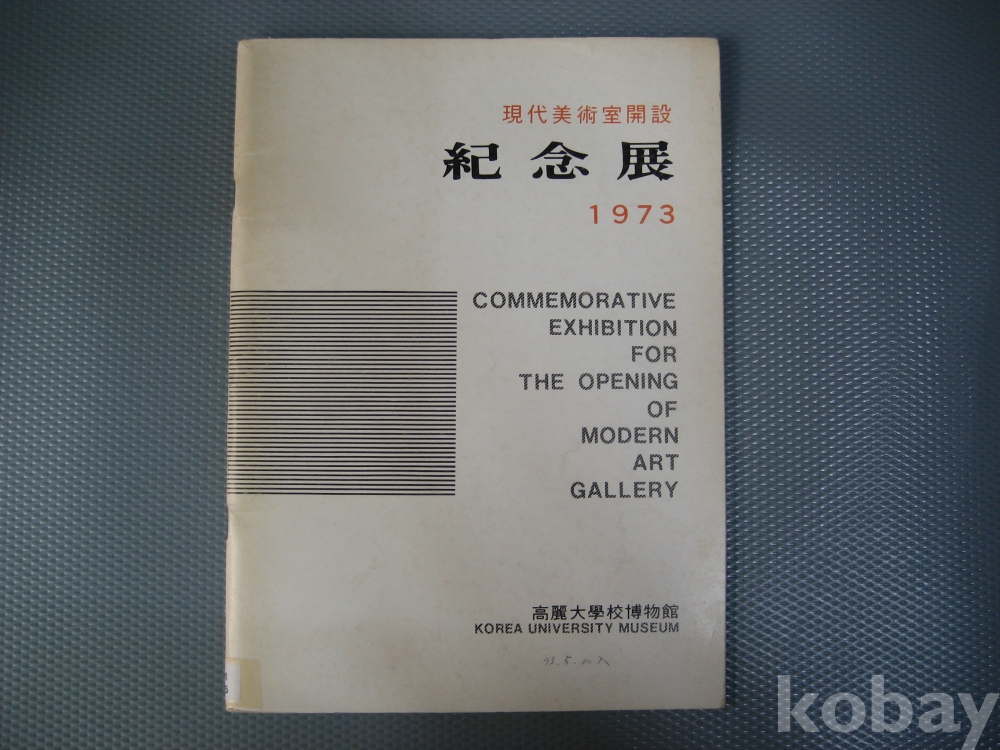 現代美術室開設
紀念展
1973
COMMEMORATIVE
EXHIBITION
FOR
THE OPENING
OF
MODERN
ART
GALLERY
高麗大學校博物館
KOREA UNIVERSITY MUSEUM
kobay